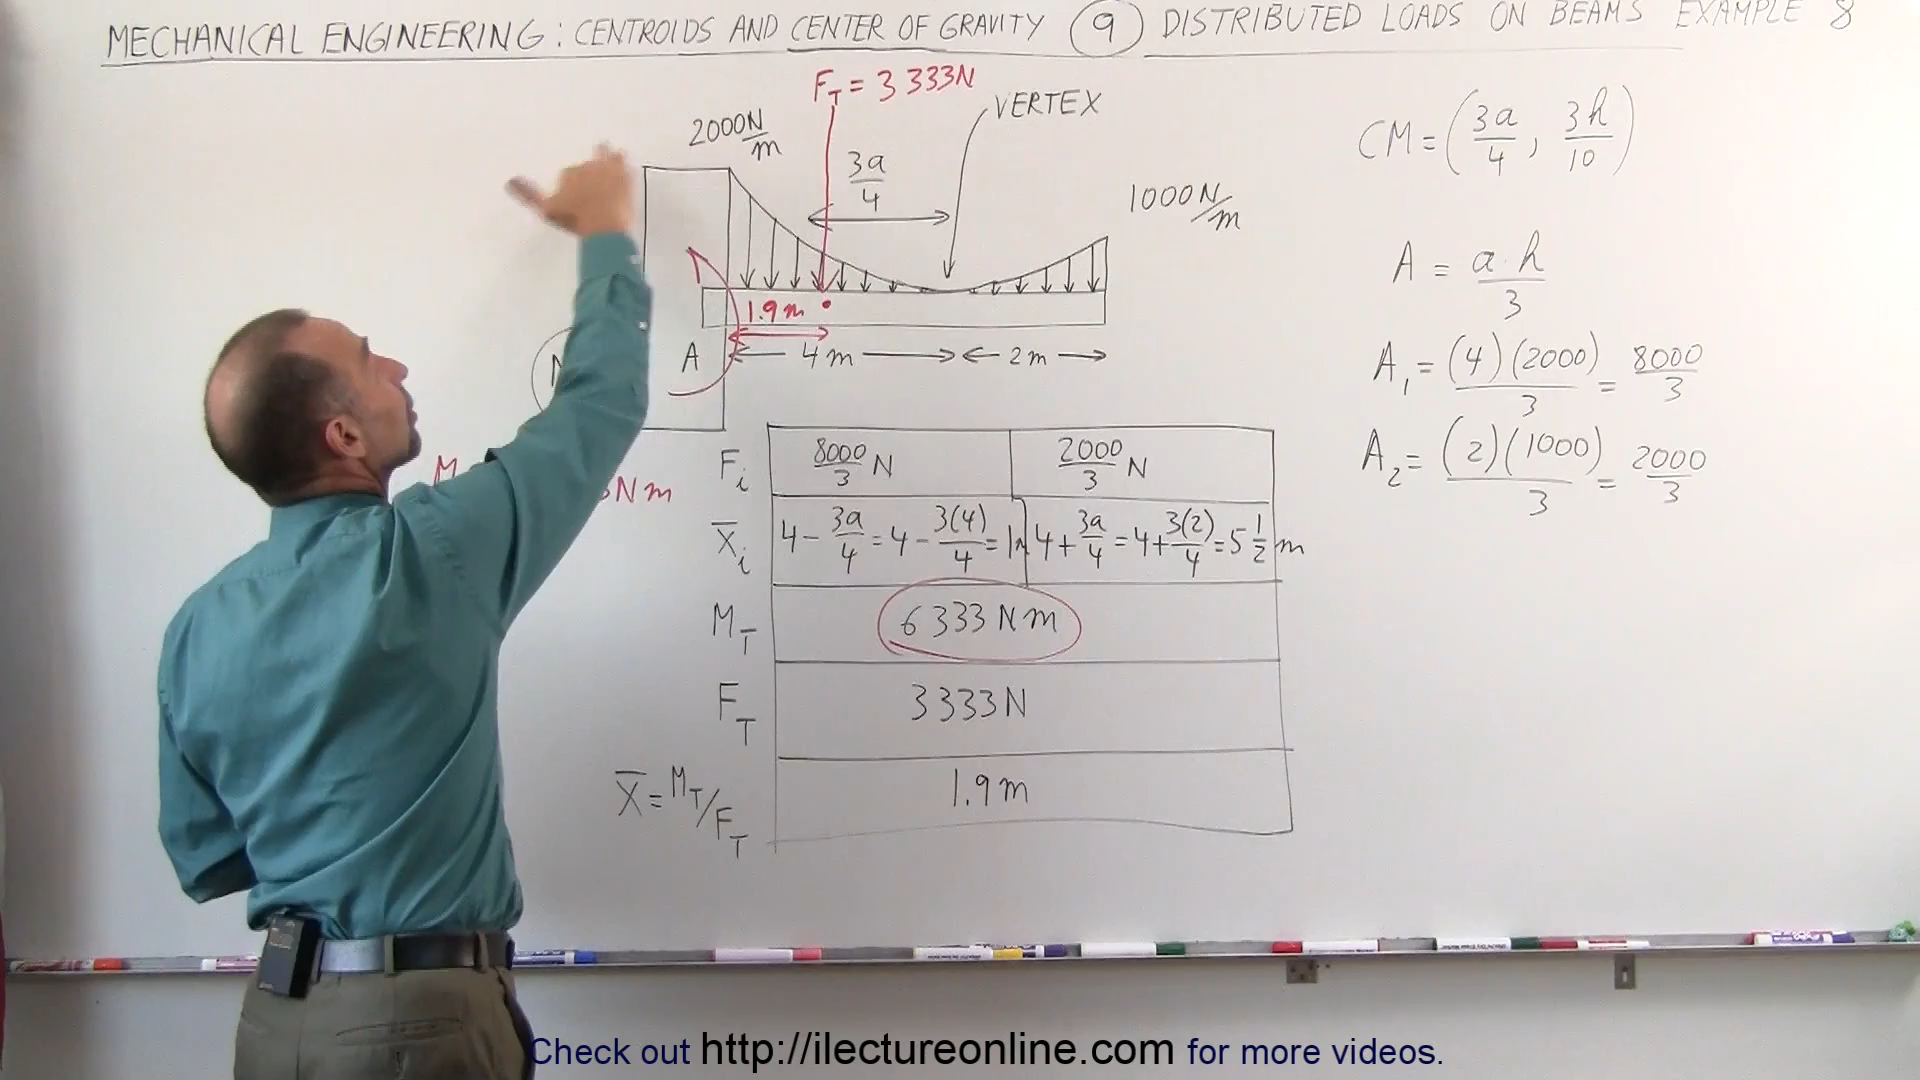 MECHANICAL ENGINEERING: CENTROIDS AND CENTER OF GRAVITY (9) DISTRIBUTED LOADS ON BEAMS EXAMPLE 8
F_T = 3333N
VERTEX
2000 N/m
3a/4
1000 N/m
1.9m
A 4m 2m
CM = (3a/4, 3h/10)
A = a·h/3
A₁ = (4)(2000)/3 = 8000/3
A₂ = (2)(1000)/3 = 2000/3
M
Nm
F_i 8000/3 N 2000/3 N
X̅_i 4 - 3a/4 = 4 - 3(4)/4 = 1m 4 + 3a/4 = 4 + 3(2)/4 = 5 1/2 m
M_T 6333 Nm
F_T 3333N
X̅ = M_T/F_T 1.9m
Check out http://ilectureonline.com for more videos.